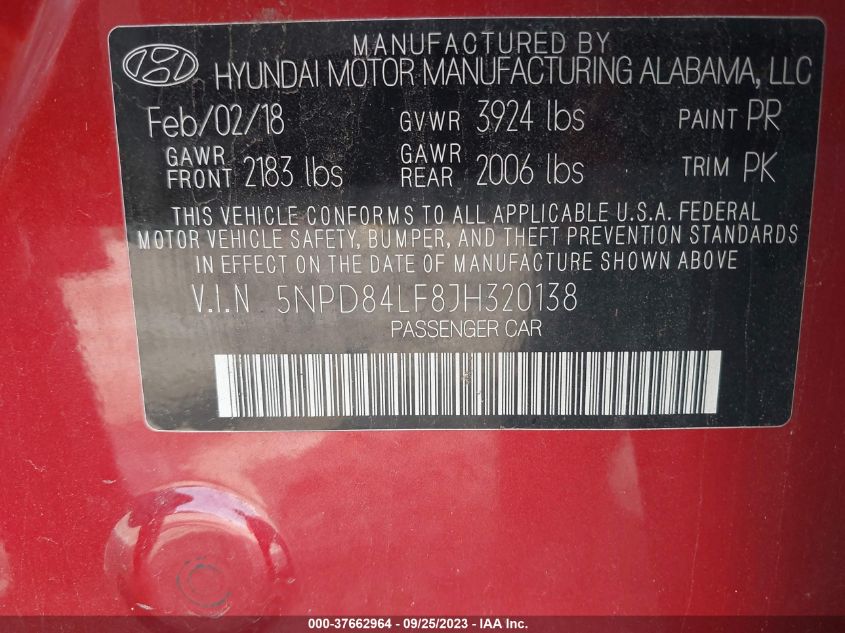 MANUFACTURED BY
HYUNDAI MOTOR MANUFACTURING ALABAMA, LLC
Feb/02/18 GVWR 3924 lbs PAINT PR
GAWR FRONT 2183 lbs GAWR REAR 2006 lbs TRIM PK
THIS VEHICLE CONFORMS TO ALL APPLICABLE U.S.A. FEDERAL
MOTOR VEHICLE SAFETY, BUMPER, AND THEFT PREVENTION STANDARDS
IN EFFECT ON THE DATE OF MANUFACTURE SHOWN ABOVE
V.I.N 5NPD84LF8JH320138
PASSENGER CAR
000-37662964 - 09/25/2023 - IAA Inc.